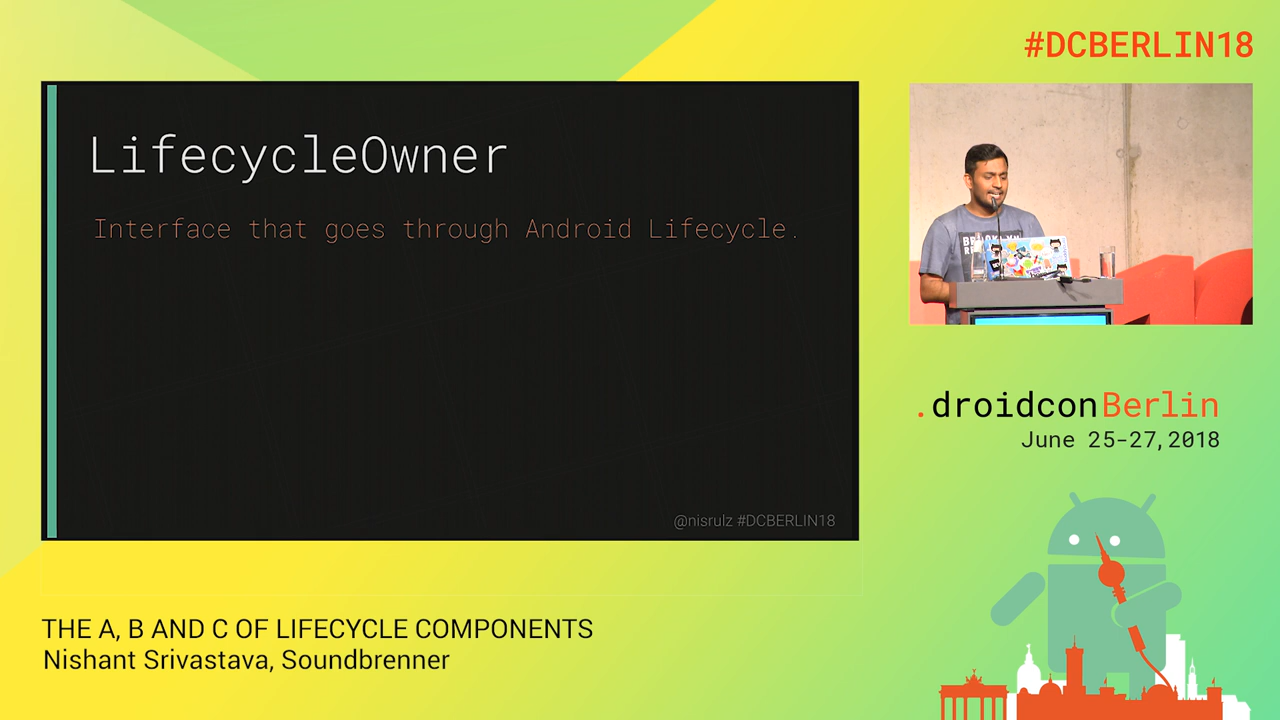 #DCBERLIN18
LifecycleOwner
Interface that goes through Android Lifecycle.
@nisrulz #DCBERLIN18
.droidconBerlin
June 25-27, 2018
THE A, B AND C OF LIFECYCLE COMPONENTS
Nishant Srivastava, Soundbrenner